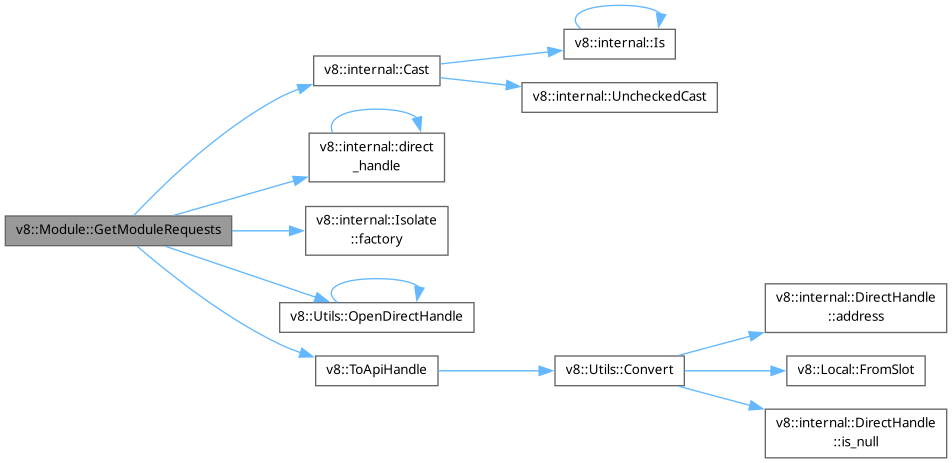 v8::internal::Is
v8::internal::Cast
v8::internal::UncheckedCast
v8::internal::direct
_handle
v8::internal::Isolate
::factory
v8::Module::GetModuleRequests
v8::Utils::OpenDirectHandle
v8::internal::DirectHandle
::address
v8::ToApiHandle
v8::Utils::Convert
v8::Local::FromSlot
v8::internal::DirectHandle
::is_null